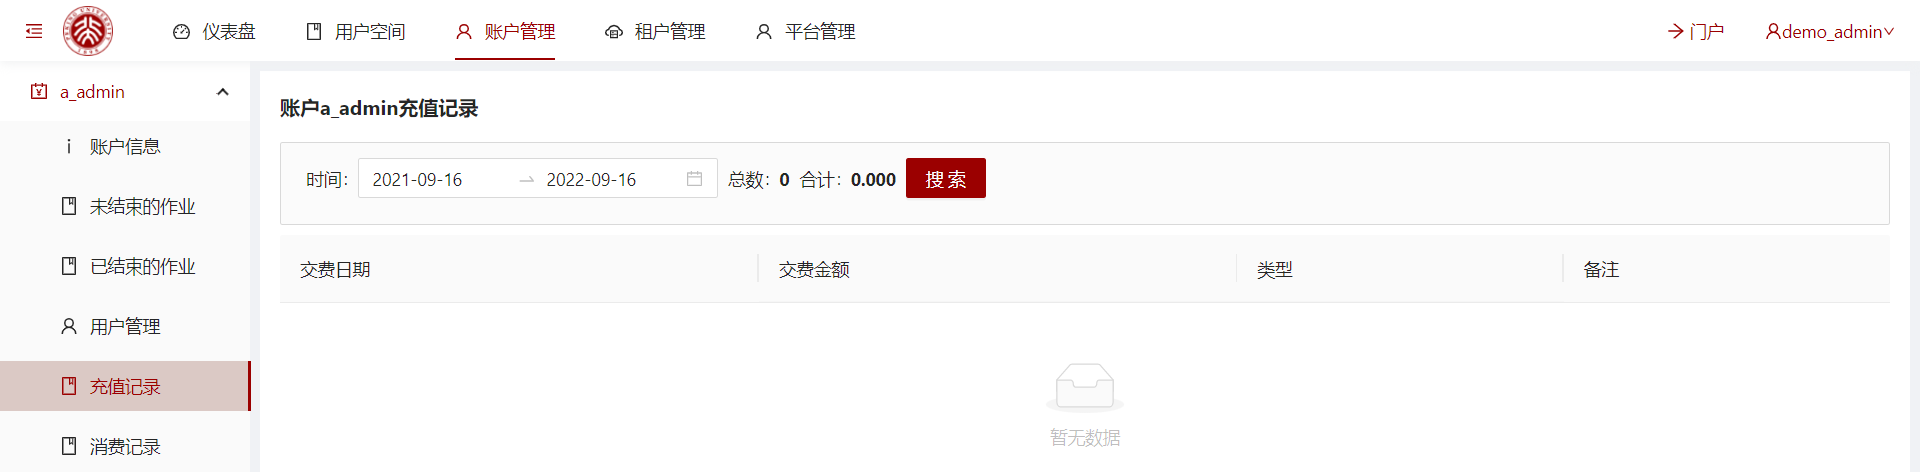 仪表盘 用户空间 账户管理 租户管理 平台管理 门户 demo_admin
a_admin
账户信息
未结束的作业
已结束的作业
用户管理
充值记录
消费记录
账户a_admin充值记录
时间: 2021-09-16 2022-09-16 总数: 0 合计: 0.000 搜 索
交费日期 交费金额 类型 备注
暂无数据